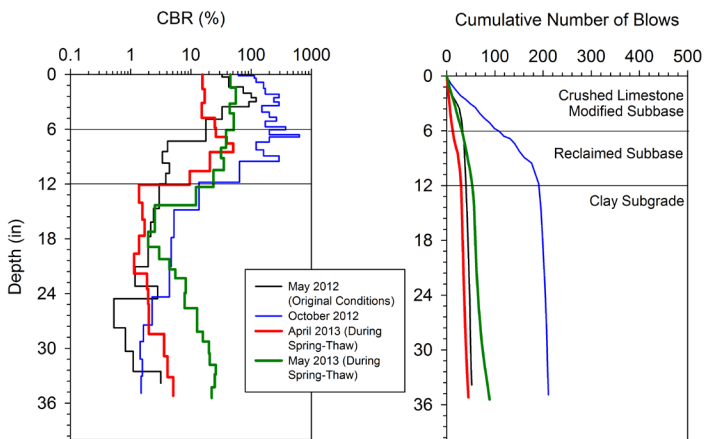 CBR (%)
0.1 1 10 100 1000
Depth (in)
0
6
12
18
24
30
36
May 2012
(Original Conditions)
October 2012
April 2013 (During
Spring-Thaw)
May 2013 (During
Spring-Thaw)
Cumulative Number of Blows
0 100 200 300 400 500
0
6
12
18
24
30
36
Crushed Limestone
Modified Subbase
Reclaimed Subbase
Clay Subgrade